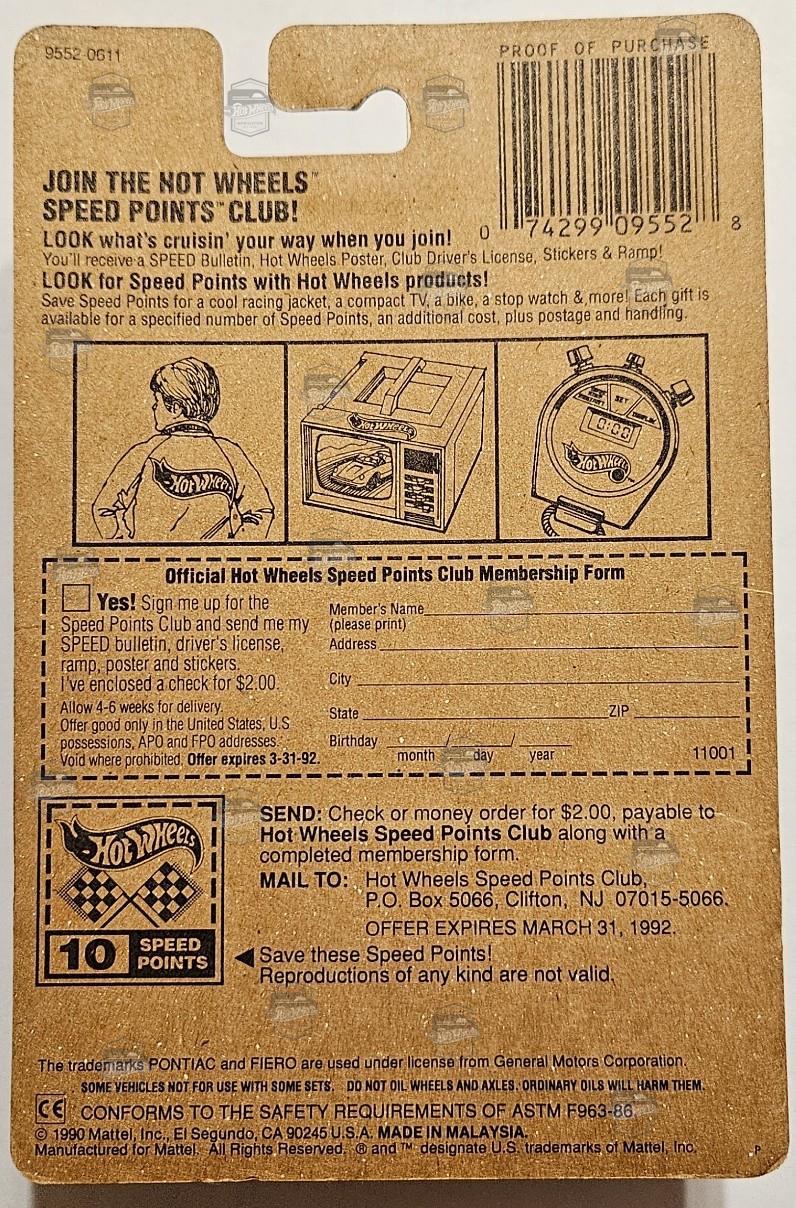 9552-0611
PROOF OF PURCHASE
0 74299 09552 8
JOIN THE HOT WHEELS™
SPEED POINTS™ CLUB!
LOOK what's cruisin' your way when you join!
You'll receive a SPEED Bulletin, Hot Wheels Poster, Club Driver's License, Stickers & Ramp!
LOOK for Speed Points with Hot Wheels products!
Save Speed Points for a cool racing jacket, a compact TV, a bike, a stop watch & more! Each gift is
available for a specified number of Speed Points, an additional cost, plus postage and handling.
Hot Wheels
Hot Wheels
SET
0:00
Hot Wheels
Official Hot Wheels Speed Points Club Membership Form
Yes! Sign me up for the
Speed Points Club and send me my
SPEED bulletin, driver's license,
ramp, poster and stickers.
I've enclosed a check for $2.00.
Allow 4-6 weeks for delivery.
Offer good only in the United States, U.S
possessions, APO and FPO addresses.
Void where prohibited. Offer expires 3-31-92.
Member's Name
(please print)
Address
City
State ZIP
Birthday / /
month day year
11001
Hot Wheels
10 SPEED
POINTS
SEND: Check or money order for $2.00, payable to
Hot Wheels Speed Points Club along with a
completed membership form.
MAIL TO: Hot Wheels Speed Points Club,
P.O. Box 5066, Clifton, NJ 07015-5066.
OFFER EXPIRES MARCH 31, 1992.
Save these Speed Points!
Reproductions of any kind are not valid.
The trademarks PONTIAC and FIERO are used under license from General Motors Corporation.
SOME VEHICLES NOT FOR USE WITH SOME SETS. DO NOT OIL WHEELS AND AXLES. ORDINARY OILS WILL HARM THEM.
CE CONFORMS TO THE SAFETY REQUIREMENTS OF ASTM F963-86.
© 1990 Mattel, Inc., El Segundo, CA 90245 U.S.A. MADE IN MALAYSIA.
Manufactured for Mattel. All Rights Reserved. ® and ™ designate U.S. trademarks of Mattel, Inc.
P